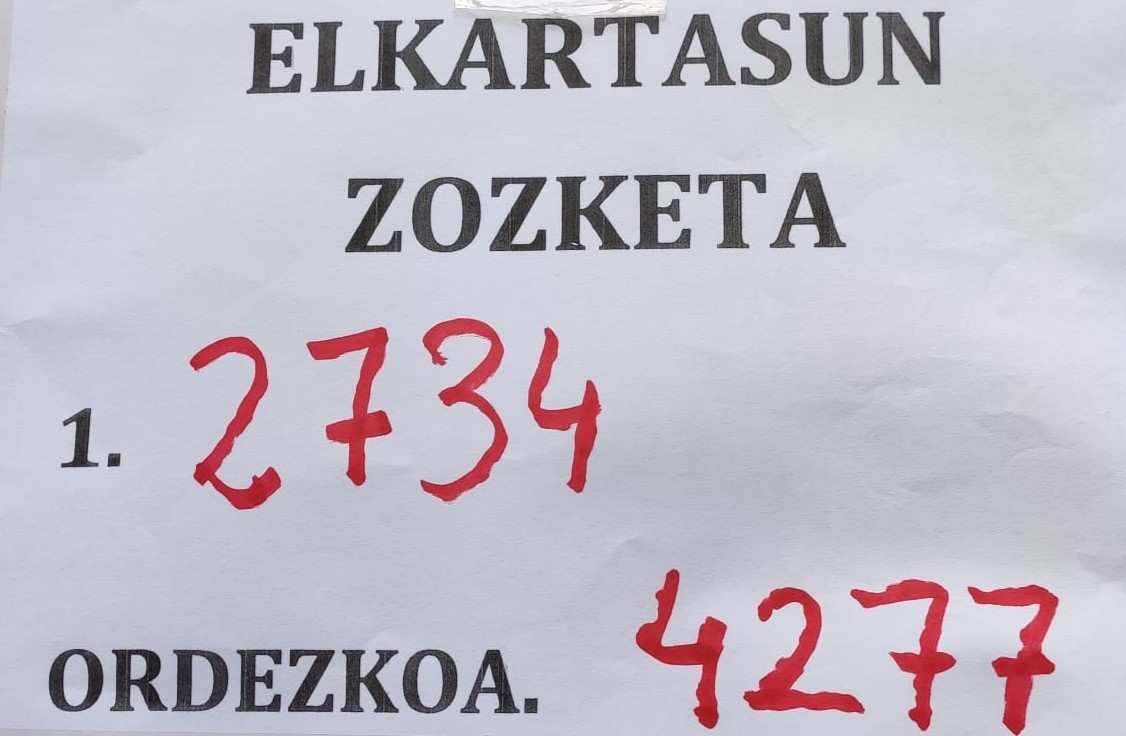 ELKARTASUN
ZOZKETA
1. 2734
ORDEZKOA. 4277